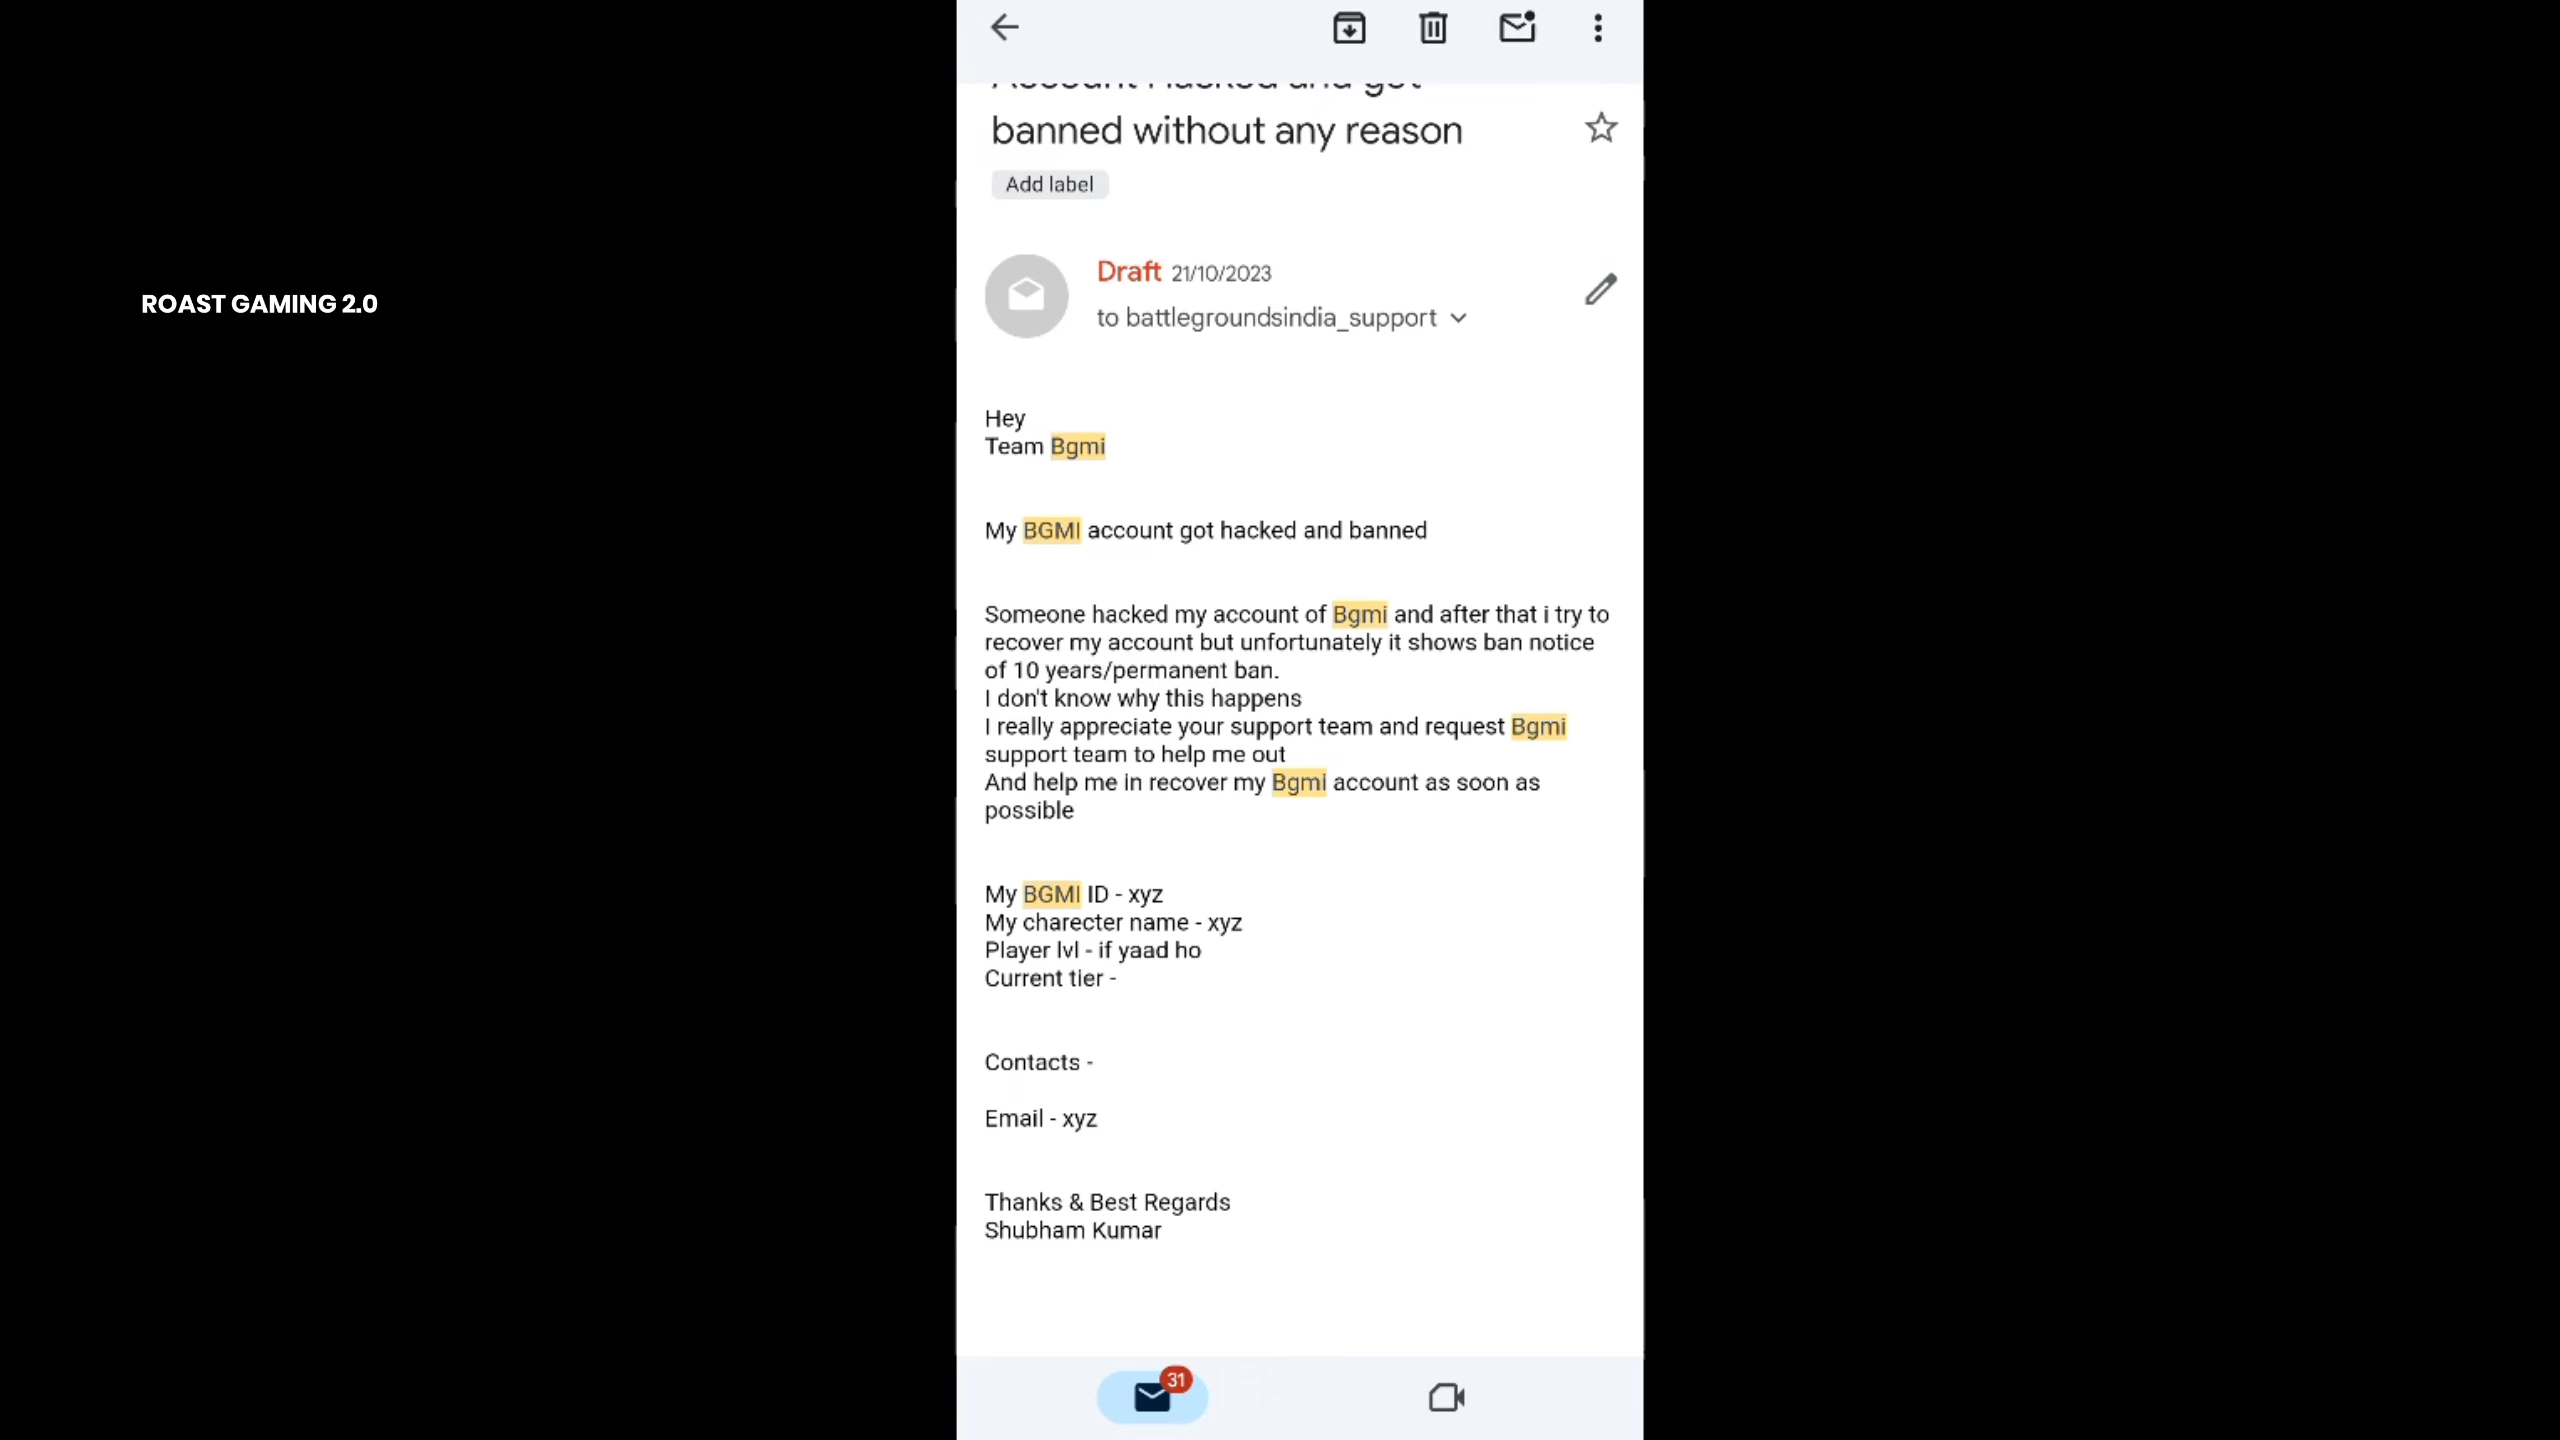 Account Hacked and got
banned without any reason
Add label
ROAST GAMING 2.0
Draft 21/10/2023
to battlegroundsindia_support
Hey
Team Bgmi
My BGMI account got hacked and banned
Someone hacked my account of Bgmi and after that i try to
recover my account but unfortunately it shows ban notice
of 10 years/permanent ban.
I don't know why this happens
I really appreciate your support team and request Bgmi
support team to help me out
And help me in recover my Bgmi account as soon as
possible
My BGMI ID - xyz
My charecter name - xyz
Player lvl - if yaad ho
Current tier -
Contacts -
Email - xyz
Thanks & Best Regards
Shubham Kumar
31